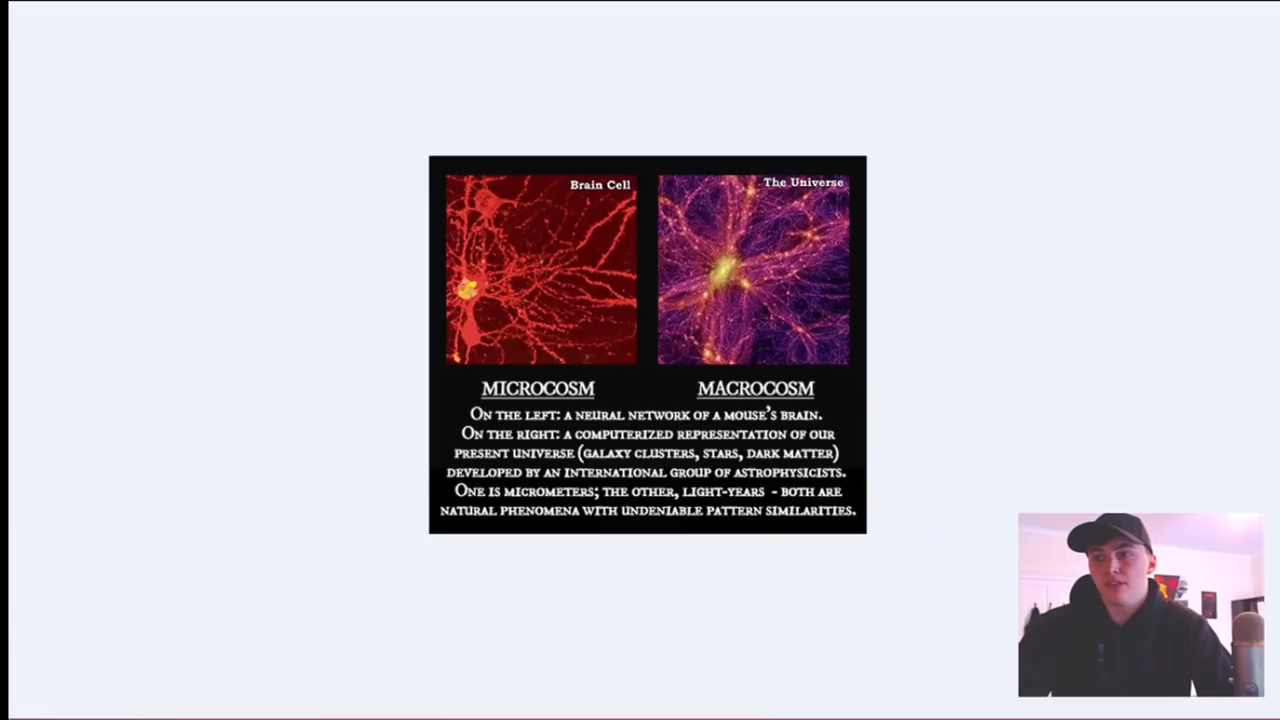 Brain Cell
The Universe
MICROCOSM
MACROCOSM
On the left: a neural network of a mouse's brain.
On the right: a computerized representation of our
present universe (galaxy clusters, stars, dark matter)
developed by an international group of astrophysicists.
One is micrometers; the other, light-years - both are
natural phenomena with undeniable pattern similarities.